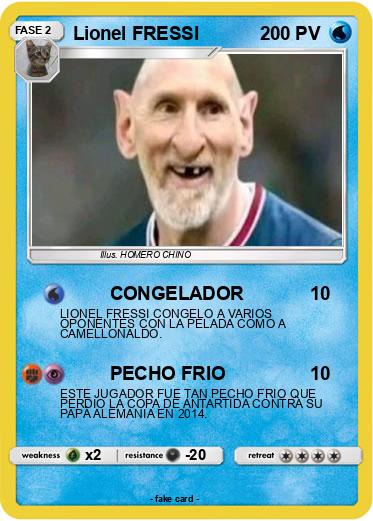 FASE 2 Lionel FRESSI 200 PV
Illus. HOMERO CHINO
CONGELADOR 10
LIONEL FRESSI CONGELO A VARIOS
OPONENTES CON LA PELADA COMO A
CAMELLONALDO.
PECHO FRIO 10
ESTE JUGADOR FUE TAN PECHO FRIO QUE
PERDIO LA COPA DE ANTARTIDA CONTRA SU
PAPA ALEMANIA EN 2014.
weakness x2 resistance -20 retreat
- fake card -